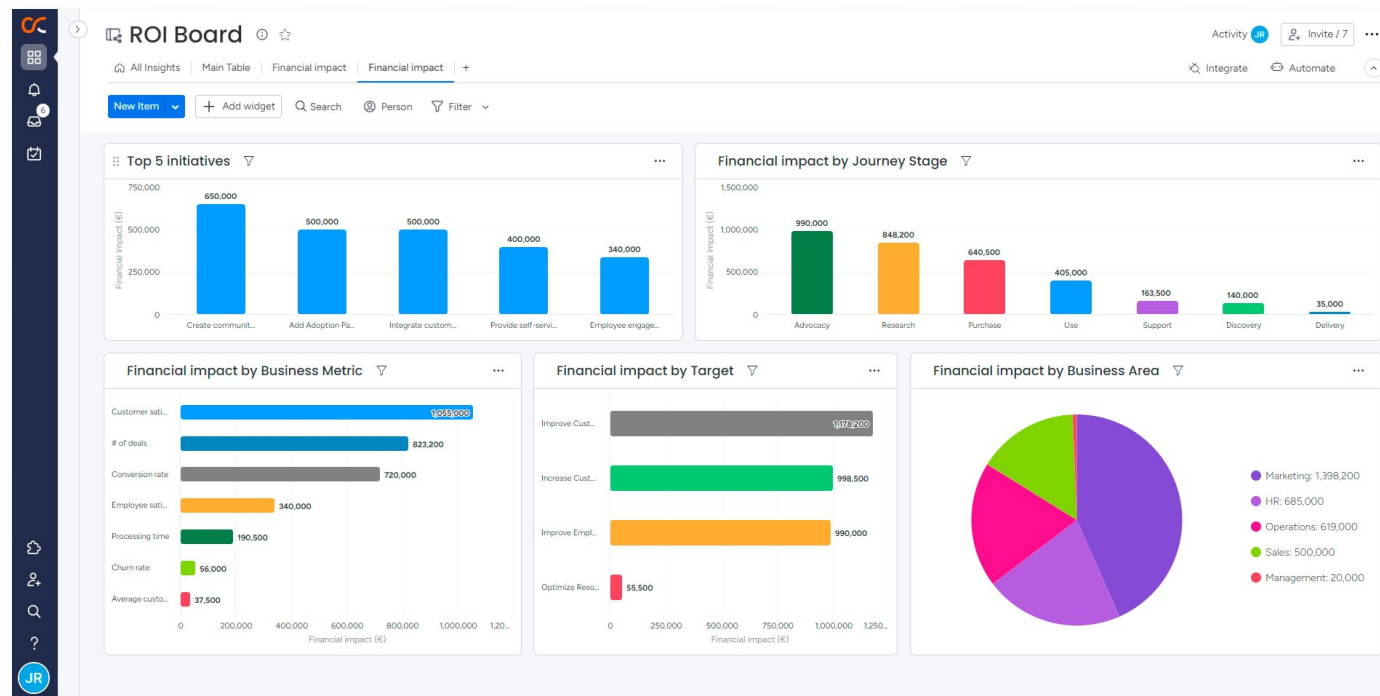 ROI Board
Activity JR Invite / 7
All Insights Main Table Financial impact Financial impact +
Integrate Automate
New Item + Add widget Search Person Filter
6
Top 5 initiatives
Financial impact (€)
750,000
500,000
250,000
0
650,000
500,000
500,000
400,000
340,000
Create communit...
Add Adoption Pa...
Integrate custom...
Provide self-servi...
Employee engage...
Financial impact by Journey Stage
Financial impact (€)
1,500,000
1,000,000
500,000
0
990,000
848,200
640,500
405,000
163,500
140,000
35,000
Advocacy
Research
Purchase
Use
Support
Discovery
Delivery
Financial impact by Business Metric
Customer sati... 1,055,000
# of deals 823,200
Conversion rate 720,000
Employee sati... 340,000
Processing time 190,500
Churn rate 56,000
Average custo... 37,500
0 200,000 400,000 600,000 800,000 1,000,000 1,20...
Financial impact (€)
Financial impact by Target
Improve Cust... 1,178,200
Increase Cust... 998,500
Improve Empl... 990,000
Optimize Reso... 55,500
0 250,000 500,000 750,000 1,000,000 1,250...
Financial impact (€)
Financial impact by Business Area
Marketing: 1,398,200
HR: 685,000
Operations: 619,000
Sales: 500,000
Management: 20,000
?
JR